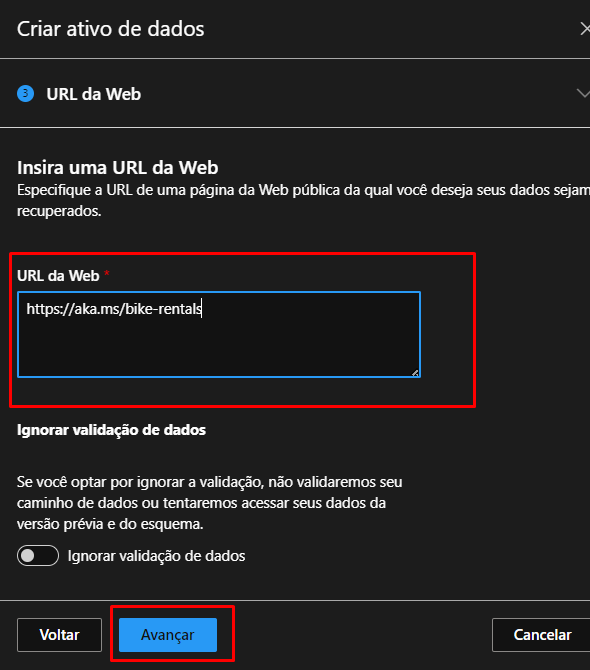 Criar ativo de dados
3 URL da Web
Insira uma URL da Web
Especifique a URL de uma página da Web pública da qual você deseja seus dados sejam
recuperados.
URL da Web *
https://aka.ms/bike-rentals
Ignorar validação de dados
Se você optar por ignorar a validação, não validaremos seu
caminho de dados ou tentaremos acessar seus dados da
versão prévia e do esquema.
Ignorar validação de dados
Voltar Avançar Cancelar